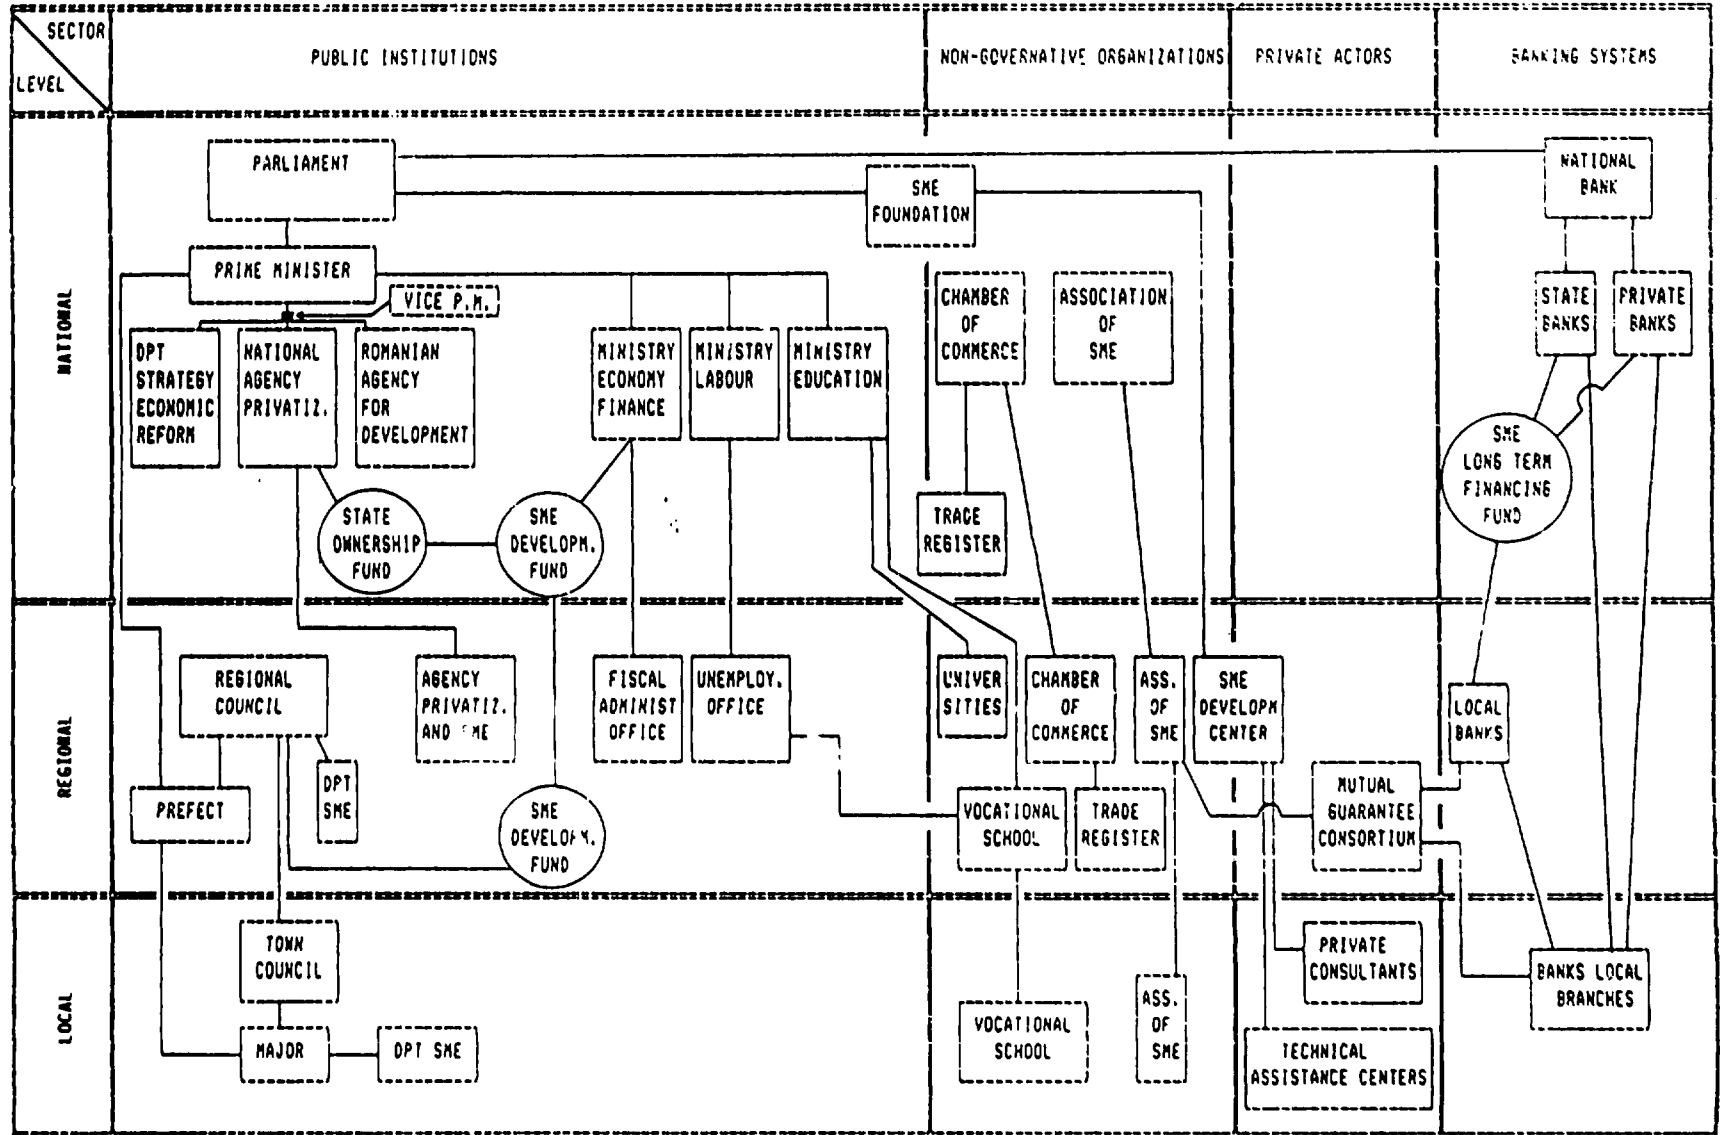 SECTOR
LEVEL
PUBLIC INSTITUTIONS
NON-GOVERNATIVE ORGANIZATIONS
PRIVATE ACTORS
BANKING SYSTEMS
NATIONAL
PARLIAMENT
SME
FOUNDATION
NATIONAL
BANK
PRIME MINISTER
VICE P.M.
DPT
STRATEGY
ECONOMIC
REFORM
NATIONAL
AGENCY
PRIVATIZ.
ROMANIAN
AGENCY
FOR
DEVELOPMENT
MINISTRY
ECONOMY
FINANCE
MINISTRY
LABOUR
MINISTRY
EDUCATION
CHAMBER
OF
COMMERCE
ASSOCIATION
OF
SME
STATE
BANKS
PRIVATE
BANKS
STATE
OWNERSHIP
FUND
SME
DEVELOPM.
FUND
TRADE
REGISTER
SME
LONG TERM
FINANCING
FUND
REGIONAL
REGIONAL
COUNCIL
AGENCY
PRIVATIZ.
AND SME
FISCAL
ADMINIST
OFFICE
UNEMPLOY.
OFFICE
UNIVER
SITIES
CHAMBER
OF
COMMERCE
ASS.
OF
SME
SME
DEVELOPM
CENTER
LOCAL
BANKS
PREFECT
DPT
SME
SME
DEVELOPM.
FUND
VOCATIONAL
SCHOOL
TRADE
REGISTER
MUTUAL
GUARANTEE
CONSORTIUM
LOCAL
TOWN
COUNCIL
PRIVATE
CONSULTANTS
BANKS LOCAL
BRANCHES
MAJOR
DPT SME
VOCATIONAL
SCHOOL
ASS.
OF
SME
TECHNICAL
ASSISTANCE CENTERS